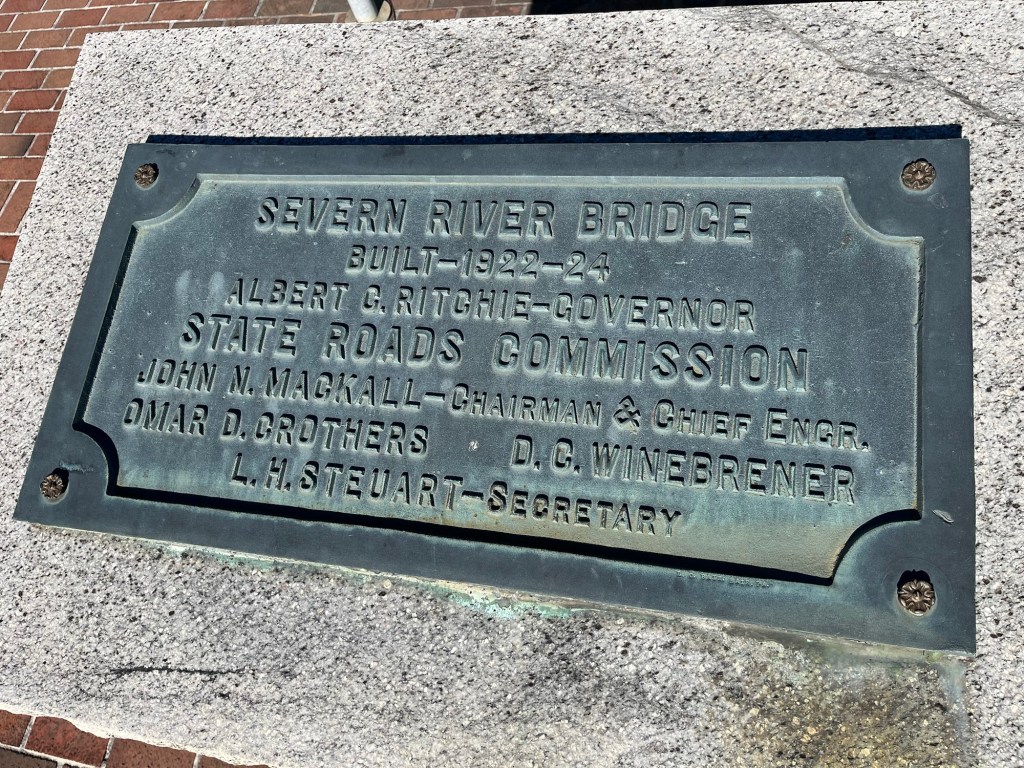 SEVERN RIVER BRIDGE
BUILT-1922-24
ALBERT C. RITCHIE-GOVERNOR
STATE ROADS COMMISSION
JOHN N. MACKALL-CHAIRMAN & CHIEF ENGR.
OMAR D. CROTHERS D. C. WINEBRENER
L. H. STEUART-SECRETARY